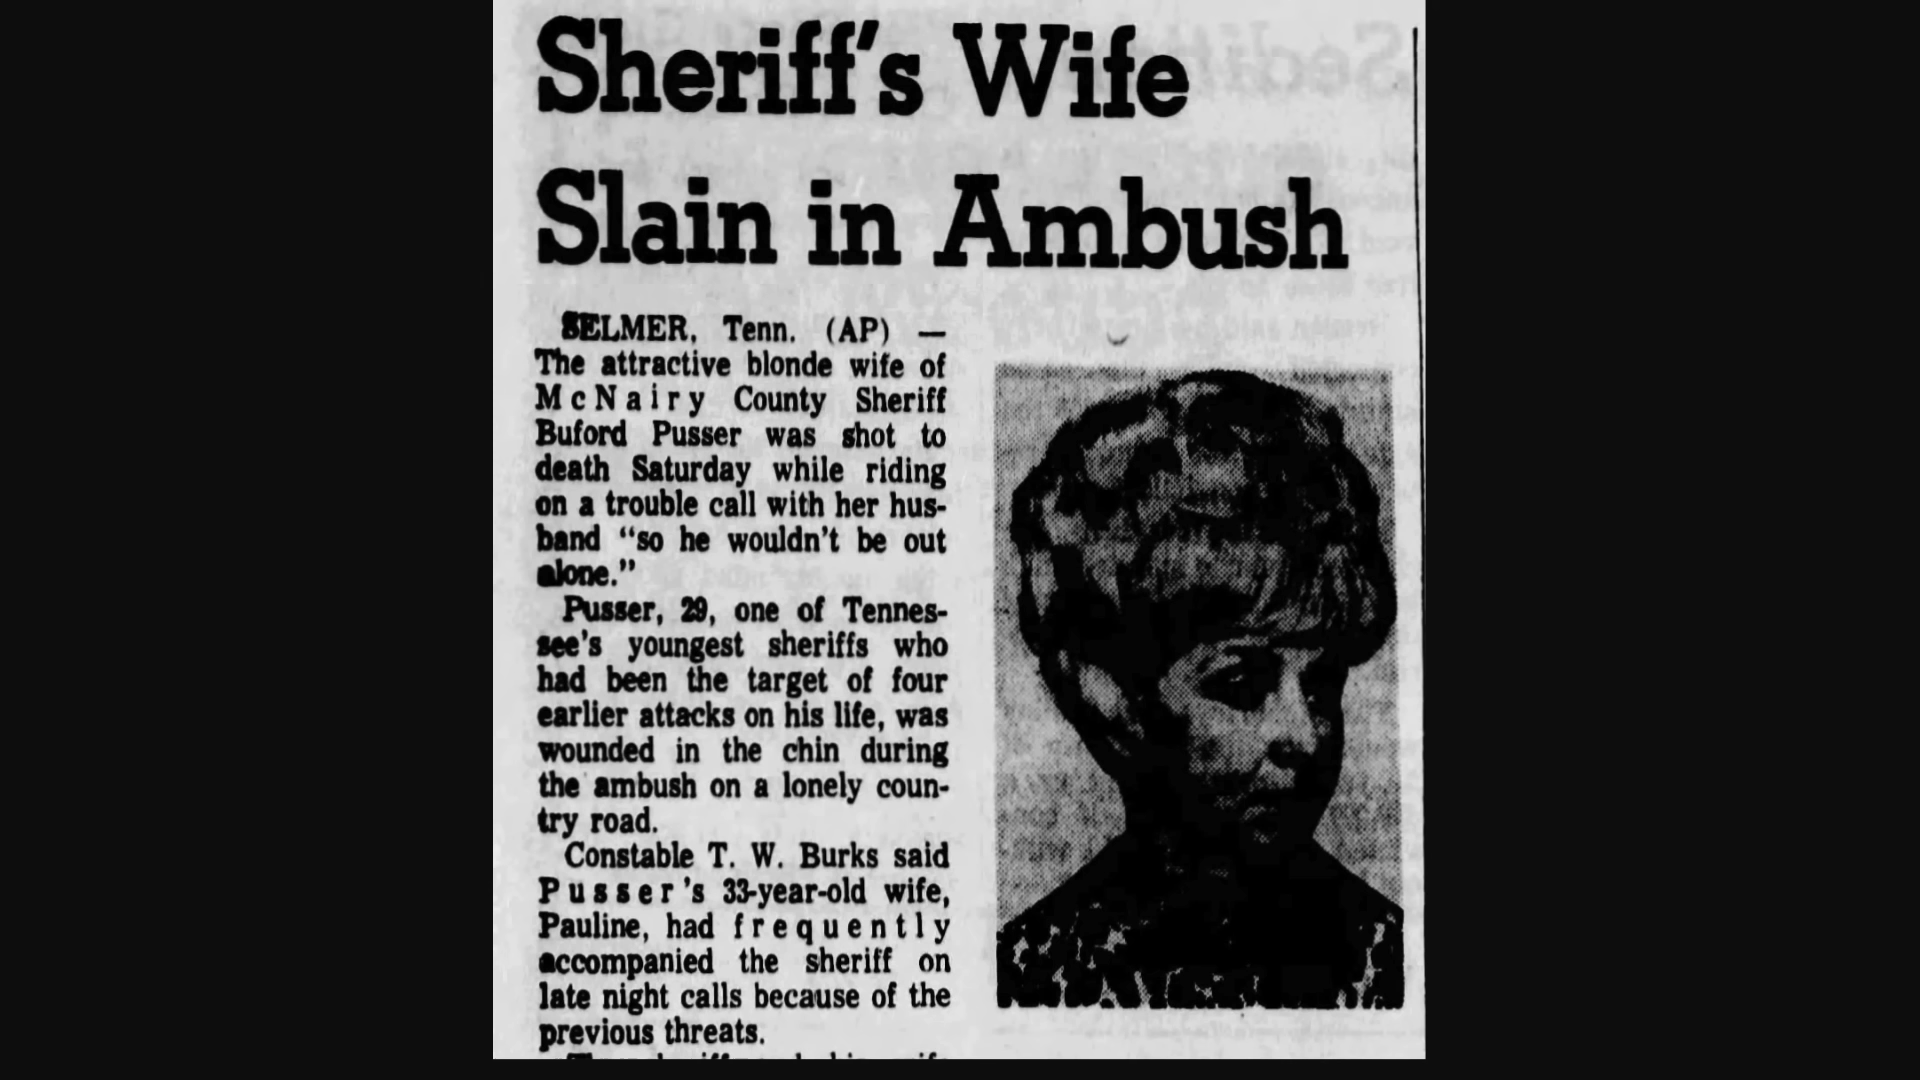 Sheriff's Wife
Slain in Ambush
SELMER, Tenn. (AP) —
The attractive blonde wife of
McNairy County Sheriff
Buford Pusser was shot to
death Saturday while riding
on a trouble call with her hus-
band "so he wouldn't be out
alone."
Pusser, 29, one of Tennes-
see's youngest sheriffs who
had been the target of four
earlier attacks on his life, was
wounded in the chin during
the ambush on a lonely coun-
try road.
Constable T. W. Burks said
Pusser's 33-year-old wife,
Pauline, had frequently
accompanied the sheriff on
late night calls because of the
previous threats.